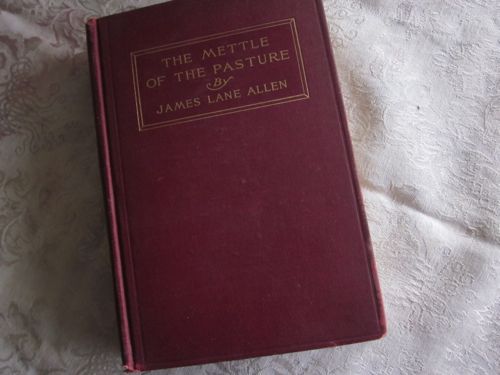 THE METTLE
OF THE PASTURE
BY
JAMES LANE ALLEN